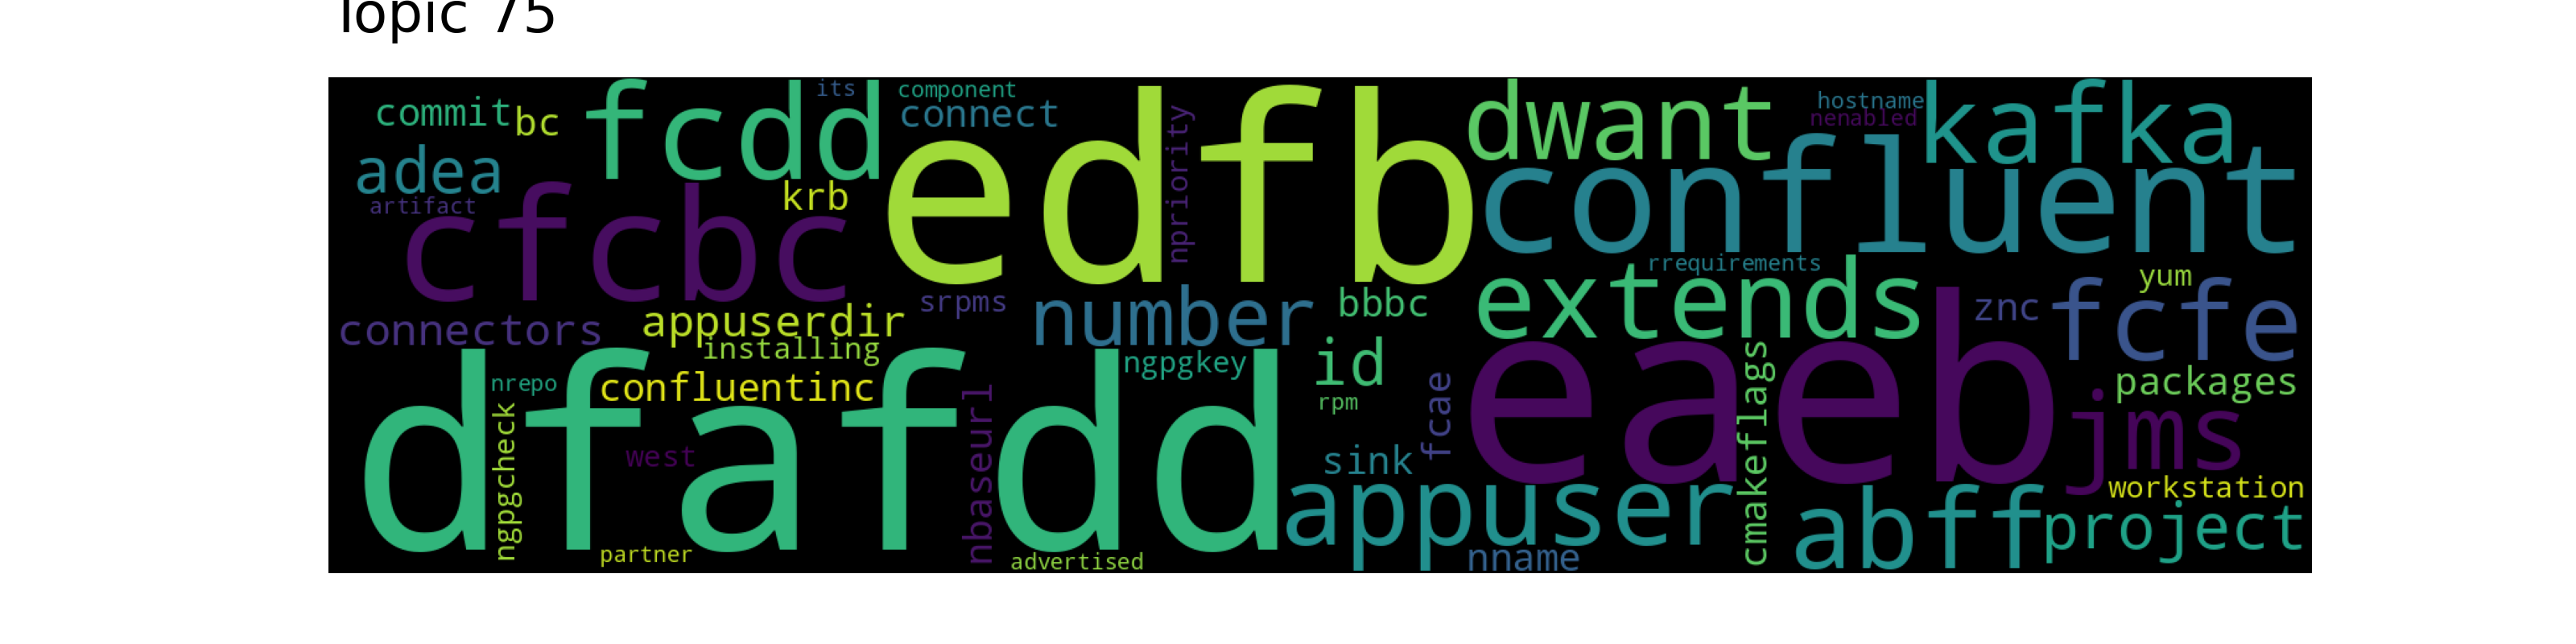 Topic 75
commit
bc
fcdd
its
component
connect
npriority
dwant
hostname
nenabled
kafka
adea
artifact
krb
edfb
confluent
cfcbc
rrequirements
yum
connectors
appuserdir
srpms
number
bbbc
extends
znc
fcfe
installing
ngpgkey
id
nrepo
confluentinc
rpm
fcae
eaeb
cmakeflags
packages
jms
dfafdd
ngpgcheck
west
nbaseurl
sink
workstation
appuser
abff
project
partner
advertised
nname